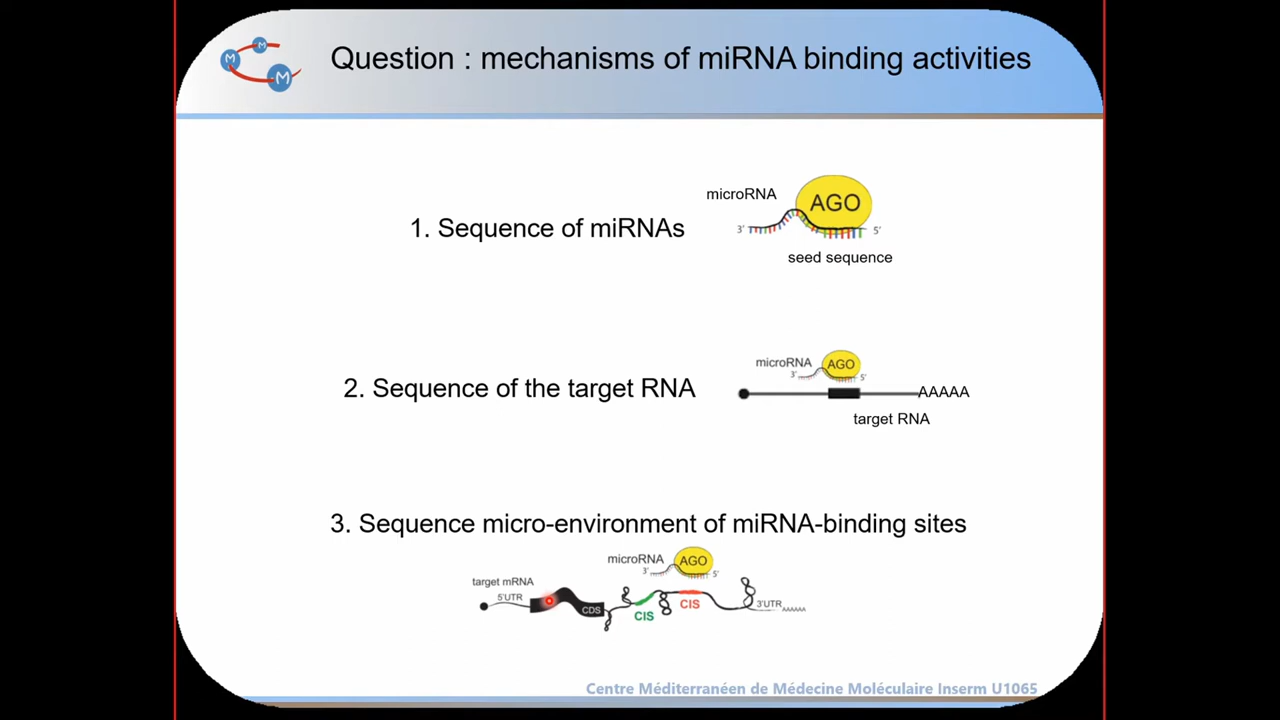 M
M
M
Question : mechanisms of miRNA binding activities
microRNA
AGO
1. Sequence of miRNAs
3'
5'
seed sequence
microRNA
AGO
3'
5'
2. Sequence of the target RNA
AAAAA
target RNA
3. Sequence micro-environment of miRNA-binding sites
microRNA
AGO
3'
5'
target mRNA
5'UTR
CDS
CIS
CIS
3'UTR
AAAAAA
Centre Méditerranéen de Médecine Moléculaire Inserm U1065